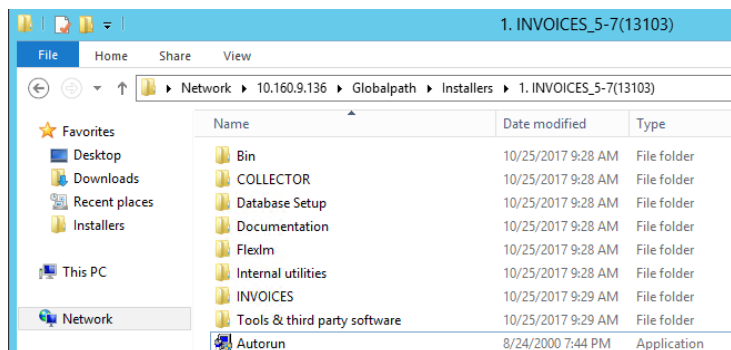 1. INVOICES_5-7(13103)
File Home Share View
Network 10.160.9.136 Globalpath Installers 1. INVOICES_5-7(13103)
Favorites
Desktop
Downloads
Recent places
Installers
This PC
Network
Name Date modified Type
Bin 10/25/2017 9:28 AM File folder
COLLECTOR 10/25/2017 9:28 AM File folder
Database Setup 10/25/2017 9:28 AM File folder
Documentation 10/25/2017 9:28 AM File folder
Flexlm 10/25/2017 9:28 AM File folder
Internal utilities 10/25/2017 9:28 AM File folder
INVOICES 10/25/2017 9:29 AM File folder
Tools & third party software 10/25/2017 9:29 AM File folder
Autorun 8/24/2000 7:44 PM Application